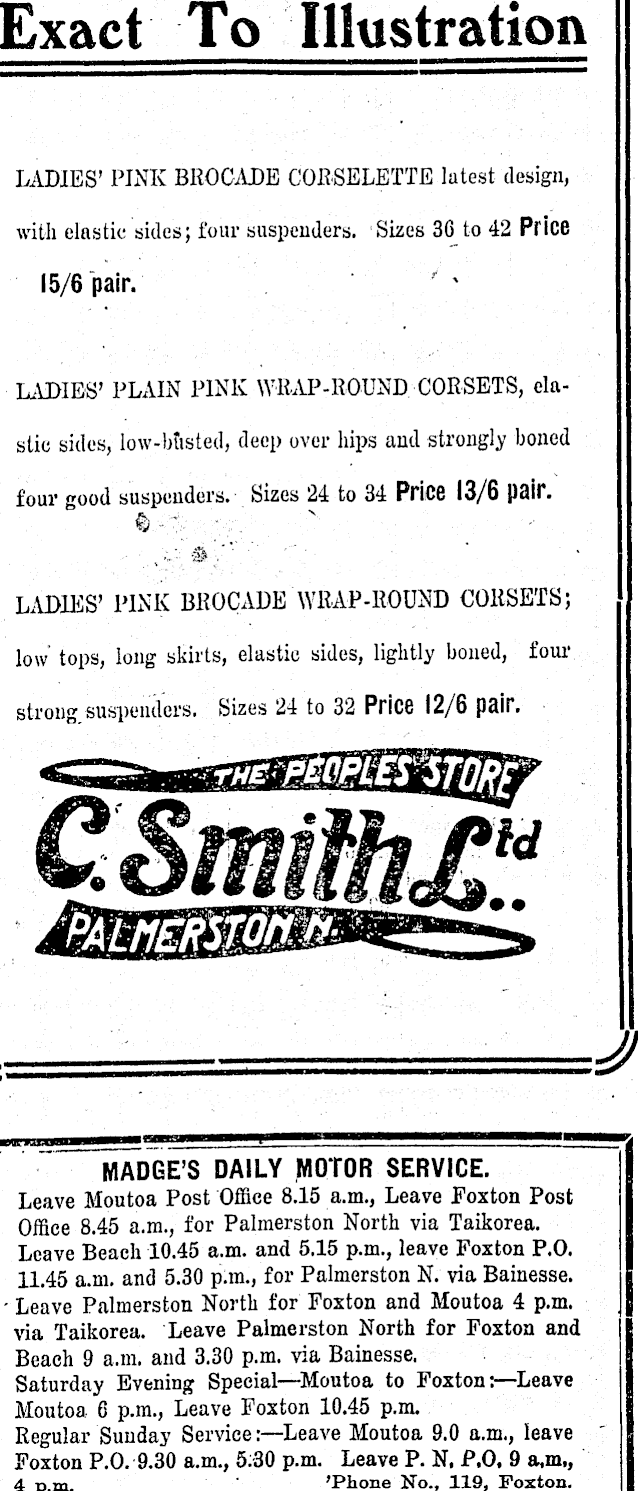 Exact To Illustration
LADIES' PINK BROCADE CORSELETTE latest design,
with elastic sides; four suspenders. Sizes 36 to 42 Price
15/6 pair.
LADIES' PLAIN PINK WRAP-ROUND CORSETS, ela-
stic sides, low-busted, deep over hips and strongly boned
four good suspenders. Sizes 24 to 34 Price 13/6 pair.
LADIES' PINK BROCADE WRAP-ROUND CORSETS;
low tops, long skirts, elastic sides, lightly boned, four
strong suspenders. Sizes 24 to 32 Price 12/6 pair.
THE PEOPLES STORE
C. Smith Ltd..
PALMERSTON N.
MADGE'S DAILY MOTOR SERVICE.
Leave Moutoa Post Office 8.15 a.m., Leave Foxton Post
Office 8.45 a.m., for Palmerston North via Taikorea.
Leave Beach 10.45 a.m. and 5.15 p.m., leave Foxton P.O.
11.45 a.m. and 5.30 p.m., for Palmerston N. via Bainesse.
Leave Palmerston North for Foxton and Moutoa 4 p.m.
via Taikorea. Leave Palmerston North for Foxton and
Beach 9 a.m. and 3.30 p.m. via Bainesse.
Saturday Evening Special—Moutoa to Foxton:—Leave
Moutoa 6 p.m., Leave Foxton 10.45 p.m.
Regular Sunday Service:—Leave Moutoa 9.0 a.m., leave
Foxton P.O. 9.30 a.m., 5.30 p.m. Leave P. N. P.O. 9 a.m.,
4 p.m. 'Phone No., 119, Foxton.